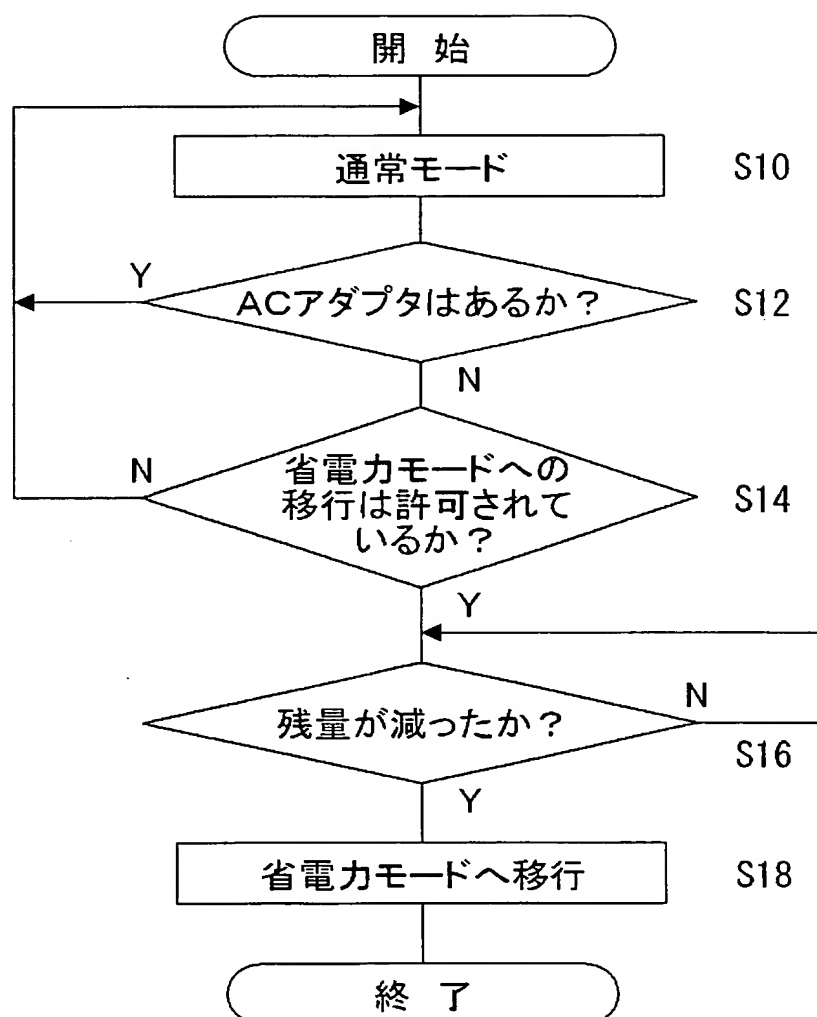 開 始
通常モード S10
Y
ACアダプタはあるか? S12
N
N
省電力モードへの
移行は許可されて
いるか?
S14
Y
残量が減ったか?
N
S16
Y
省電力モードへ移行 S18
終 了